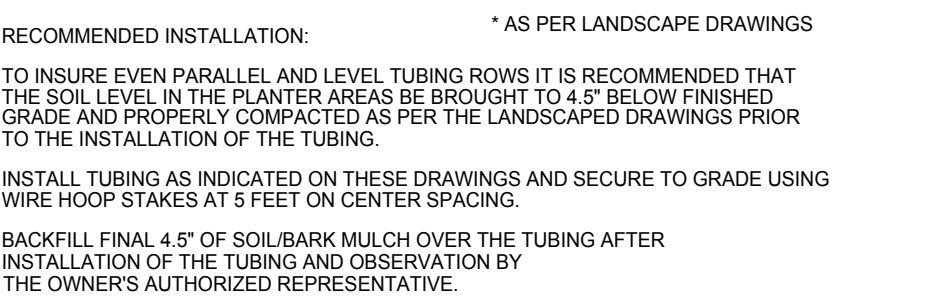 * AS PER LANDSCAPE DRAWINGS
RECOMMENDED INSTALLATION:
TO INSURE EVEN PARALLEL AND LEVEL TUBING ROWS IT IS RECOMMENDED THAT
THE SOIL LEVEL IN THE PLANTER AREAS BE BROUGHT TO 4.5" BELOW FINISHED
GRADE AND PROPERLY COMPACTED AS PER THE LANDSCAPED DRAWINGS PRIOR
TO THE INSTALLATION OF THE TUBING.
INSTALL TUBING AS INDICATED ON THESE DRAWINGS AND SECURE TO GRADE USING
WIRE HOOP STAKES AT 5 FEET ON CENTER SPACING.
BACKFILL FINAL 4.5" OF SOIL/BARK MULCH OVER THE TUBING AFTER
INSTALLATION OF THE TUBING AND OBSERVATION BY
THE OWNER'S AUTHORIZED REPRESENTATIVE.